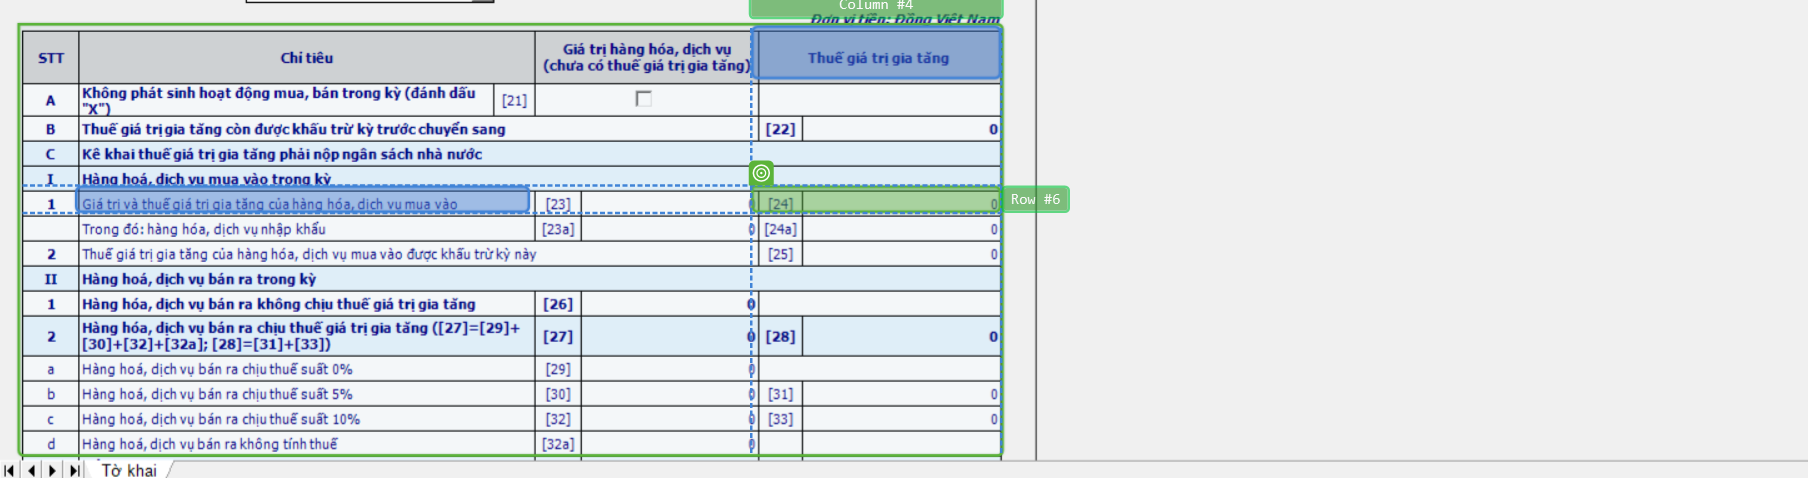 Column #4
Đơn vị tiền: Đồng Việt Nam
STT
Chỉ tiêu
Giá trị hàng hóa, dịch vụ
(chưa có thuế giá trị gia tăng)
Thuế giá trị gia tăng
A
Không phát sinh hoạt động mua, bán trong kỳ (đánh dấu
"X")
[21]
B Thuế giá trị gia tăng còn được khấu trừ kỳ trước chuyển sang [22] 0
C Kê khai thuế giá trị gia tăng phải nộp ngân sách nhà nước
I Hàng hoá, dịch vụ mua vào trong kỳ
1 Giá trị và thuế giá trị gia tăng của hàng hóa, dịch vụ mua vào [23] 0 [24] 0
Row #6
Trong đó: hàng hóa, dịch vụ nhập khẩu [23a] 0 [24a] 0
2 Thuế giá trị gia tăng của hàng hóa, dịch vụ mua vào được khấu trừ kỳ này [25] 0
II Hàng hoá, dịch vụ bán ra trong kỳ
1 Hàng hóa, dịch vụ bán ra không chịu thuế giá trị gia tăng [26] 0
2
Hàng hóa, dịch vụ bán ra chịu thuế giá trị gia tăng ([27]=[29]+
[30]+[32]+[32a]; [28]=[31]+[33])
[27] 0 [28] 0
a Hàng hoá, dịch vụ bán ra chịu thuế suất 0% [29] 0
b Hàng hoá, dịch vụ bán ra chịu thuế suất 5% [30] 0 [31] 0
c Hàng hoá, dịch vụ bán ra chịu thuế suất 10% [32] 0 [33] 0
d Hàng hoá, dịch vụ bán ra không tính thuế [32a] 0
Tờ khai